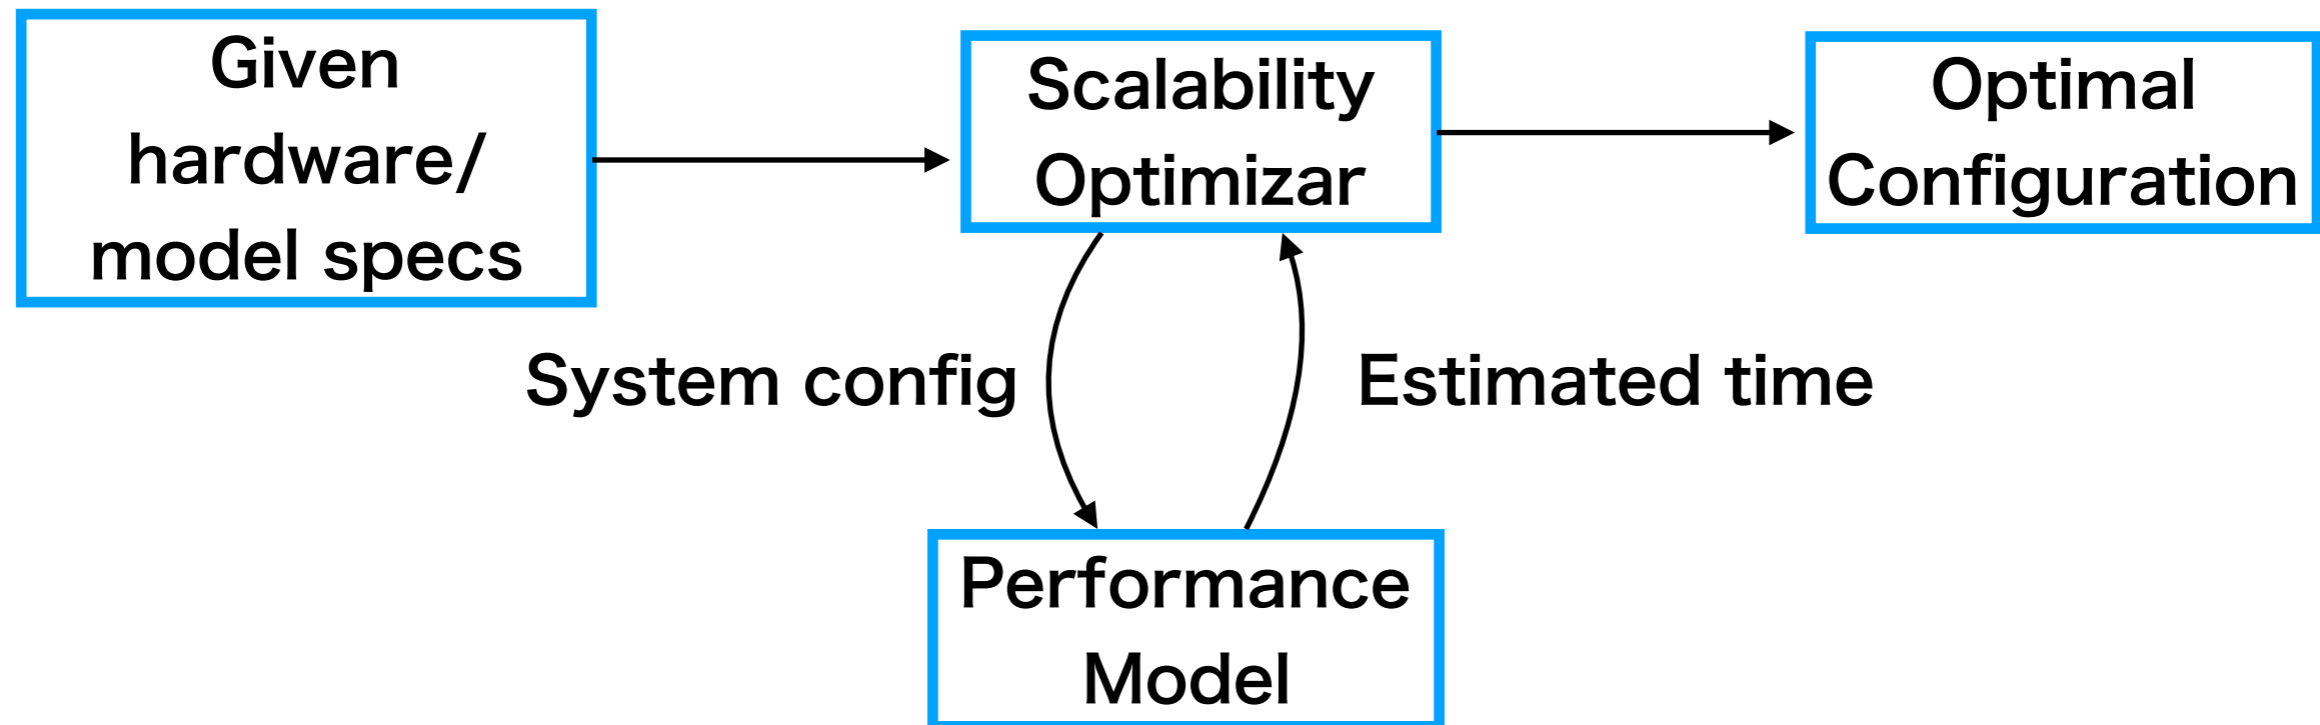 Given
hardware/
model specs
Scalability
Optimizar
Optimal
Configuration
System config
Estimated time
Performance
Model